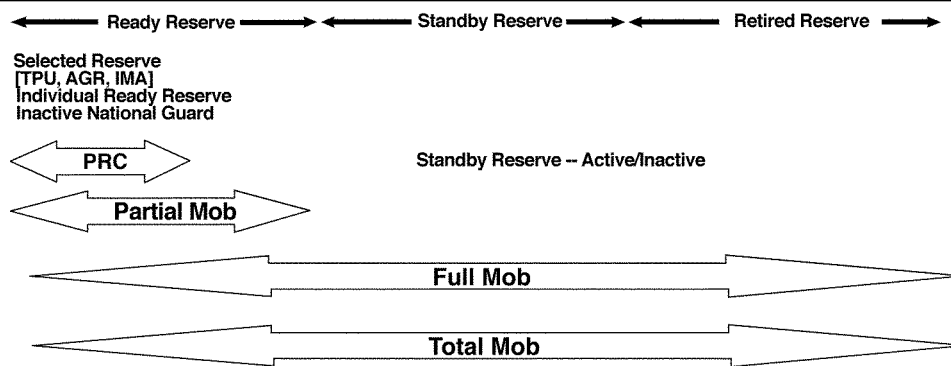 Ready Reserve Standby Reserve Retired Reserve
Selected Reserve
[TPU, AGR, IMA]
Individual Ready Reserve
Inactive National Guard
PRC
Standby Reserve -- Active/Inactive
Partial Mob
Full Mob
Total Mob